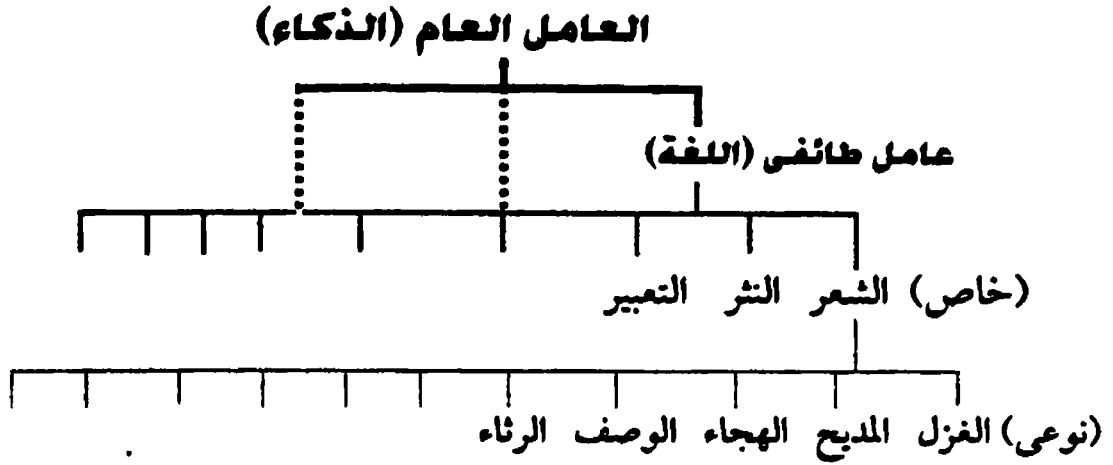 العامل العام (الذكاء)
عامل طائفى (اللغة)
(خاص) الشعر النثر التعبير
(نوعى) الغزل المديح الهجاء الوصف الرثاء